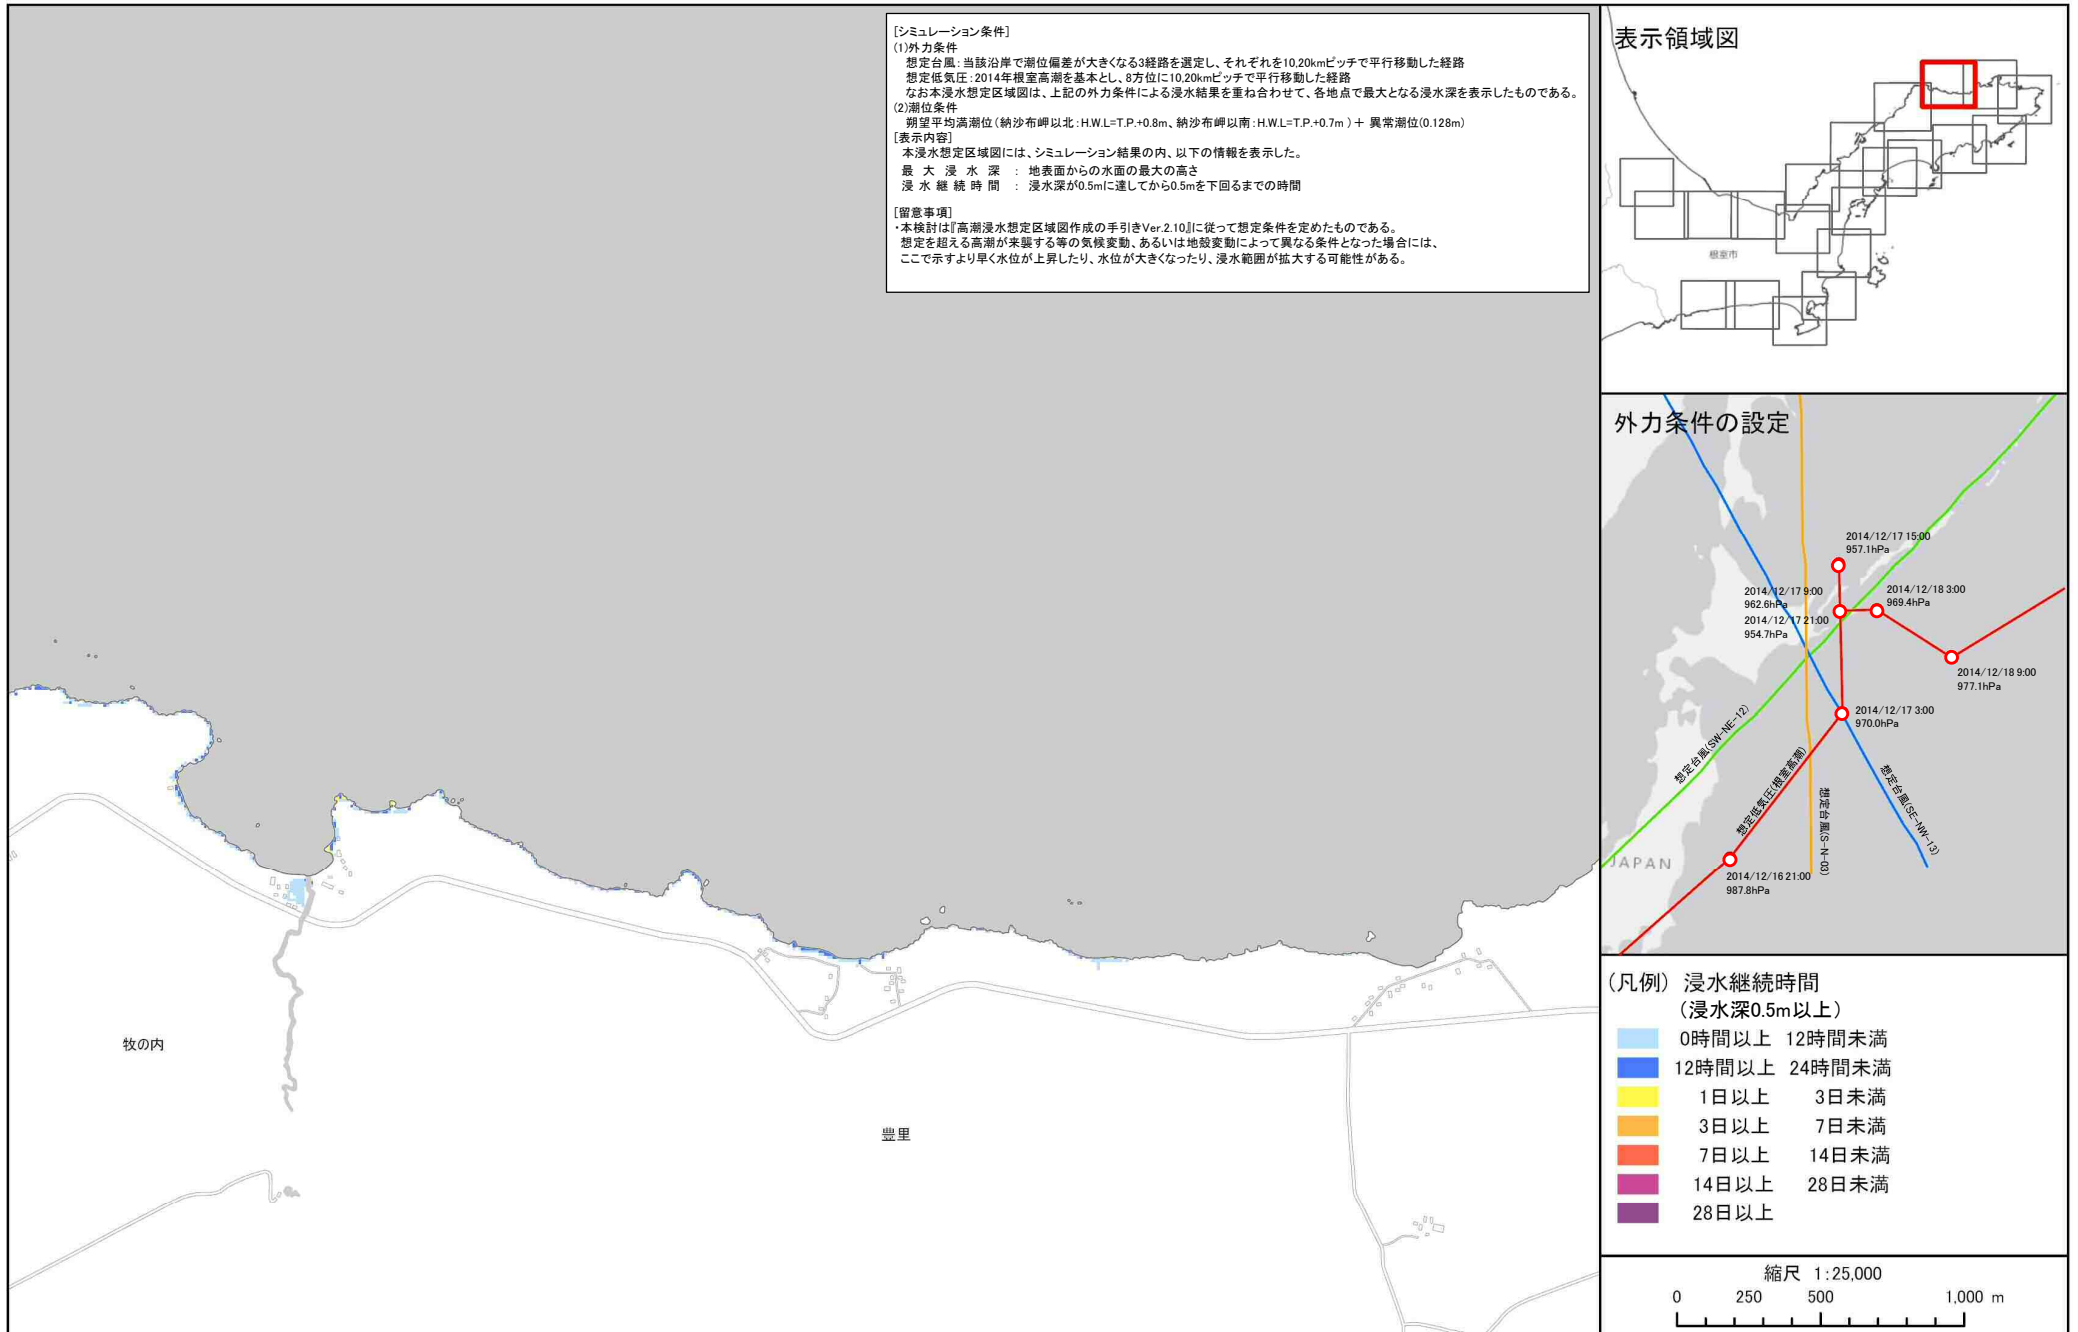 [シミュレーション条件]
(1)外力条件
想定台風:当該沿岸で潮位偏差が大きくなる3経路を選定し、それぞれを10,20kmピッチで平行移動した経路
想定低気圧:2014年根室高潮を基本とし、8方位に10,20kmピッチで平行移動した経路
なお本浸水想定区域図は、上記の外力条件による浸水結果を重ね合わせて、各地点で最大となる浸水深を表示したものである。
(2)潮位条件
朔望平均満潮位(納沙布岬以北:H.W.L=T.P.+0.8m、納沙布岬以南:H.W.L=T.P.+0.7m)+ 異常潮位(0.128m)
[表示内容]
本浸水想定区域図には、シミュレーション結果の内、以下の情報を表示した。
最大浸水深 : 地表面からの水面の最大の高さ
浸水継続時間 : 浸水深が0.5mに達してから0.5mを下回るまでの時間
[留意事項]
・本検討は『高潮浸水想定区域図作成の手引きVer.2.10』に従って想定条件を定めたものである。
想定を超える高潮が来襲する等の気候変動、あるいは地殻変動によって異なる条件となった場合には、
ここで示すより早く水位が上昇したり、水位が大きくなったり、浸水範囲が拡大する可能性がある。
牧の内
豊里
表示領域図
根室市
外力条件の設定
2014/12/17 15:00
957.1hPa
2014/12/17 9:00
962.6hPa
2014/12/17 21:00
954.7hPa
2014/12/18 3:00
969.4hPa
2014/12/18 9:00
977.1hPa
2014/12/17 3:00
970.0hPa
想定台風(SW-NE-12)
想定低気圧(根室高潮)
想定台風(S-N-03)
想定台風(SE-NW-13)
JAPAN
2014/12/16 21:00
987.8hPa
(凡例) 浸水継続時間
(浸水深0.5m以上)
0時間以上 12時間未満
12時間以上 24時間未満
1日以上 3日未満
3日以上 7日未満
7日以上 14日未満
14日以上 28日未満
28日以上
縮尺 1:25,000
0 250 500 1,000 m